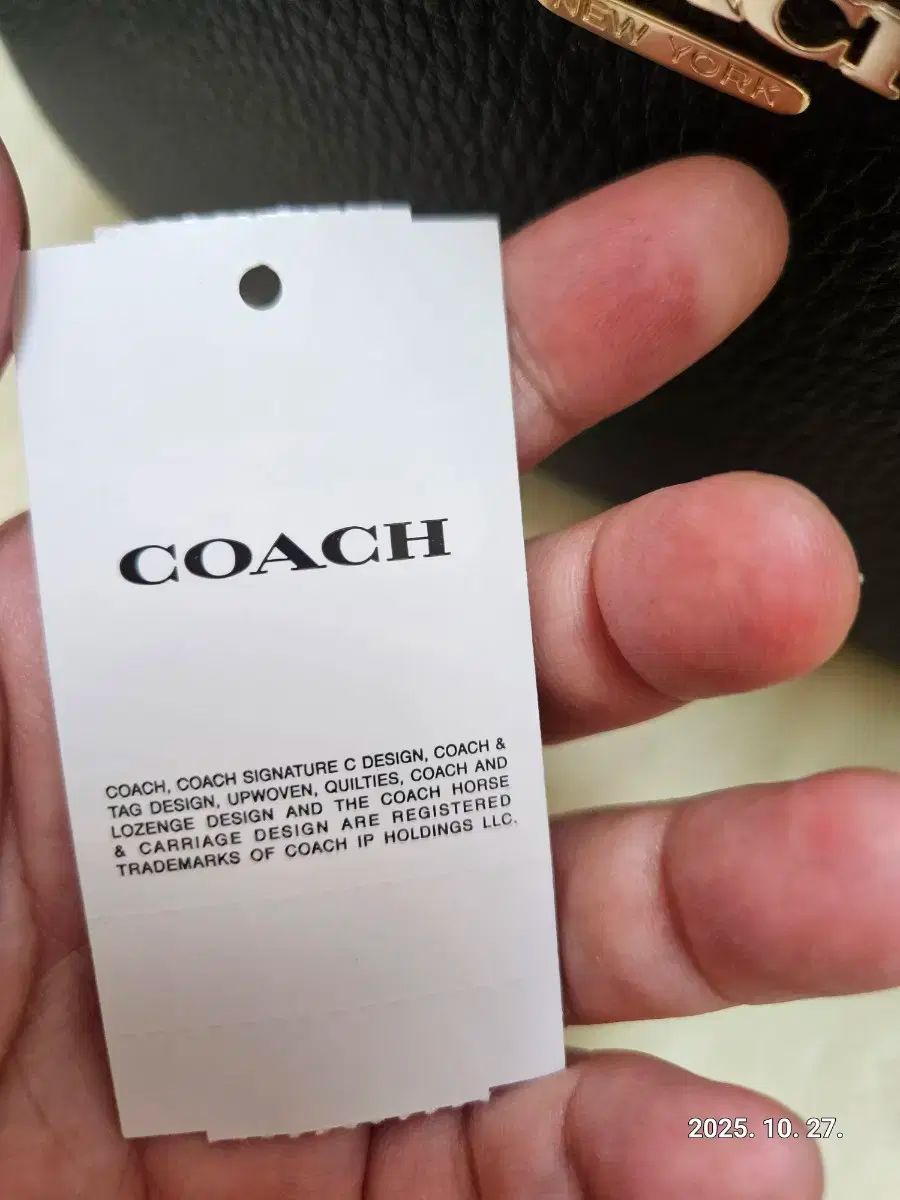 NEW YORK
COACH
COACH, COACH SIGNATURE C DESIGN, COACH &
TAG DESIGN, UPWOVEN, QUILTIES, COACH AND
LOZENGE DESIGN AND THE COACH HORSE
& CARRIAGE DESIGN ARE REGISTERED
TRADEMARKS OF COACH IP HOLDINGS LLC.
2025. 10. 27.